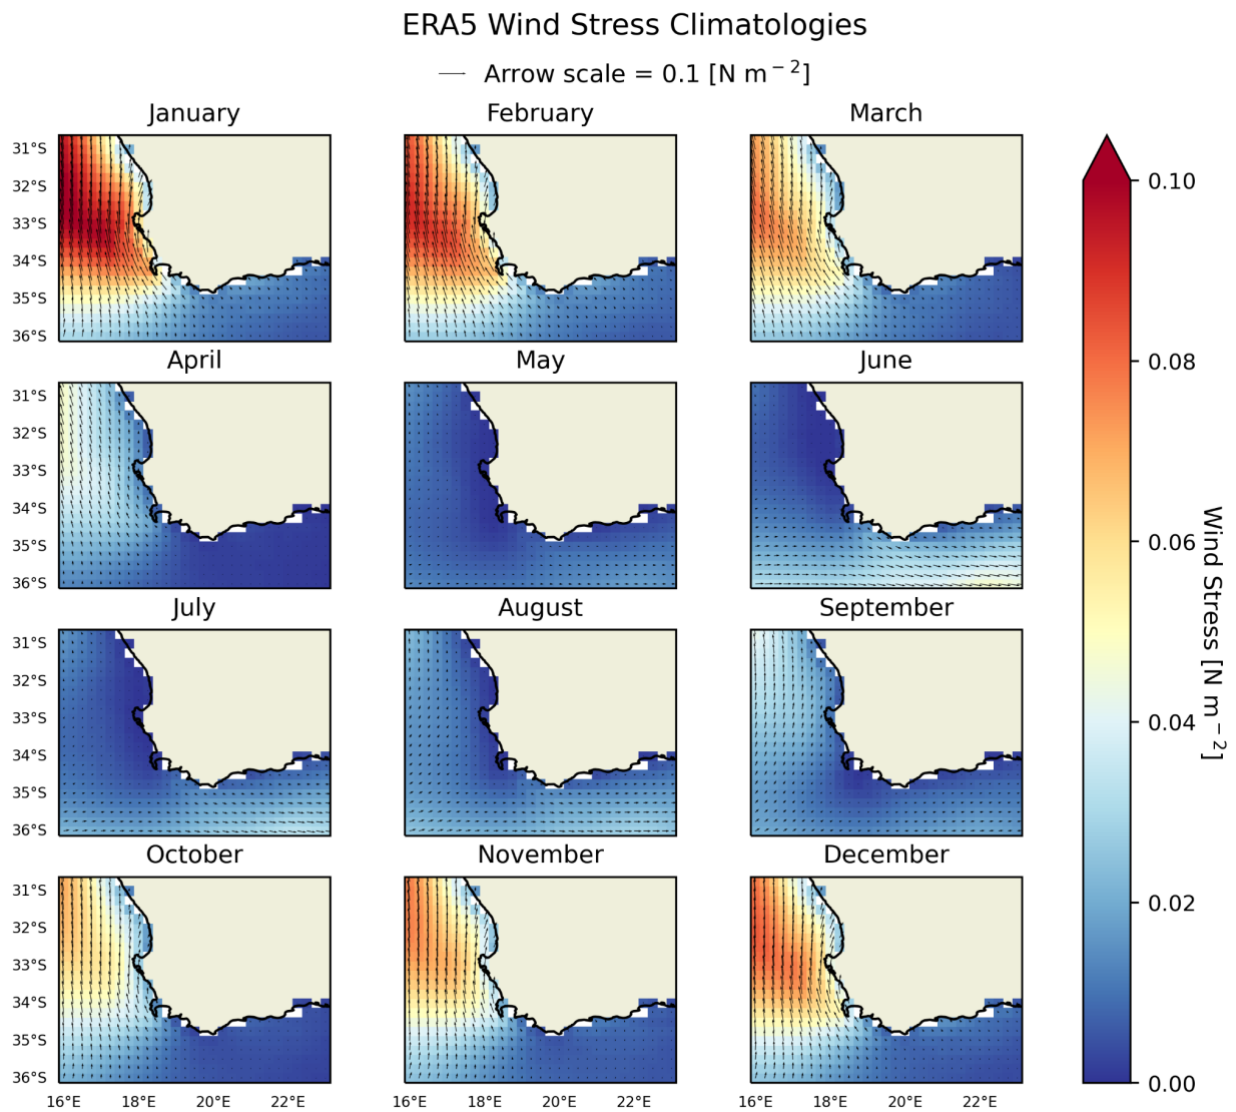 ERA5 Wind Stress Climatologies
Arrow scale = 0.1 [N m⁻²]
January
February
March
31°S
32°S
33°S
34°S
35°S
36°S
April
May
June
31°S
32°S
33°S
34°S
35°S
36°S
July
August
September
31°S
32°S
33°S
34°S
35°S
36°S
October
November
December
31°S
32°S
33°S
34°S
35°S
36°S
16°E 18°E 20°E 22°E
16°E 18°E 20°E 22°E
16°E 18°E 20°E 22°E
0.10
0.08
0.06
0.04
0.02
0.00
Wind Stress [N m⁻²]